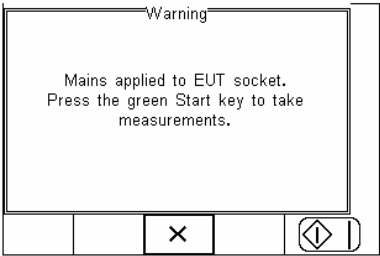 Warning
Mains applied to EUT socket.
Press the green Start key to take
measurements.